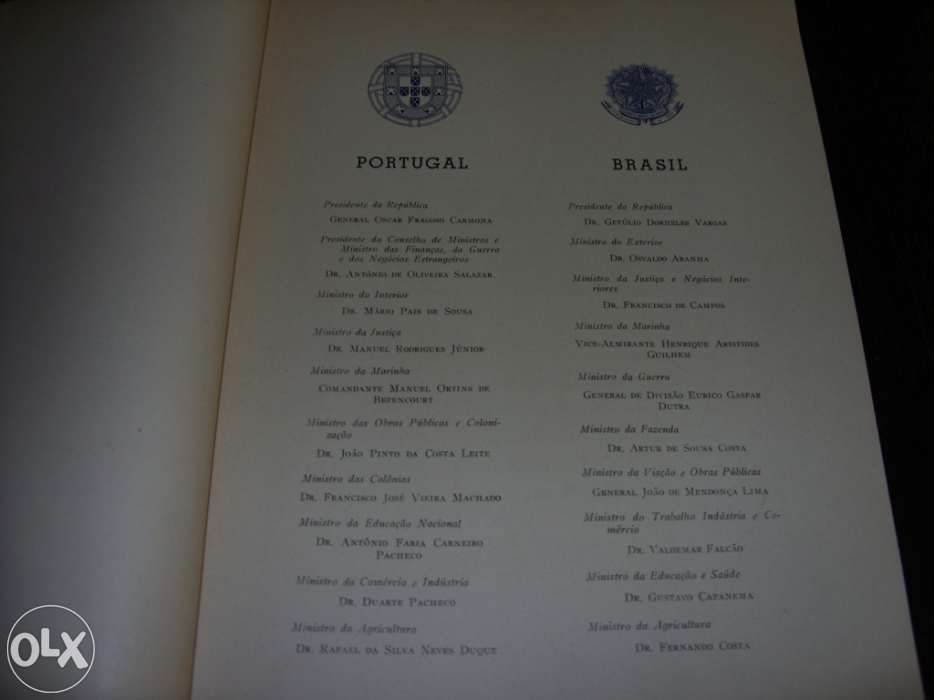 PORTUGAL
Presidente da República
GENERAL OSCAR FRAGOSO CARMONA
Presidente do Conselho de Ministros e
Ministro das Finanças, da Guerra
e dos Negócios Estrangeiros
DR. ANTÓNIO DE OLIVEIRA SALAZAR
Ministro do Interior
DR. MÁRIO PAIS DE SOUSA
Ministro da Justiça
DR. MANUEL RODRIGUES JÚNIOR
Ministro da Marinha
COMANDANTE MANUEL ORTINS DE
BETENCOURT
Ministro das Obras Públicas e Coloni-
zação
DR. JOÃO PINTO DA COSTA LEITE
Ministro das Colónias
DR. FRANCISCO JOSÉ VIEIRA MACHADO
Ministro da Educação Nacional
DR. ANTÓNIO FARIA CARNEIRO
PACHECO
Ministro do Comércio e Indústria
DR. DUARTE PACHECO
Ministro da Agricultura
DR. RAFAEL DA SILVA NEVES DUQUE
BRASIL
Presidente da República
DR. GETÚLIO DORNELES VARGAS
Ministro do Exterior
DR. OSVALDO ARANHA
Ministro da Justiça e Negócios Inte-
riores
DR. FRANCISCO DE CAMPOS
Ministro da Marinha
VICE-ALMIRANTE HENRIQUE ARISTIDES
GUILHEM
Ministro da Guerra
GENERAL DE DIVISÃO EURICO GASPAR
DUTRA
Ministro da Fazenda
DR. ARTUR DE SOUSA COSTA
Ministro da Viação e Obras Públicas
GENERAL JOÃO DE MENDONÇA LIMA
Ministro do Trabalho Indústria e Co-
mércio
DR. VALDEMAR FALCÃO
Ministro da Educação e Saúde
DR. GUSTAVO CAPANEMA
Ministro da Agricultura
DR. FERNANDO COSTA
OLX